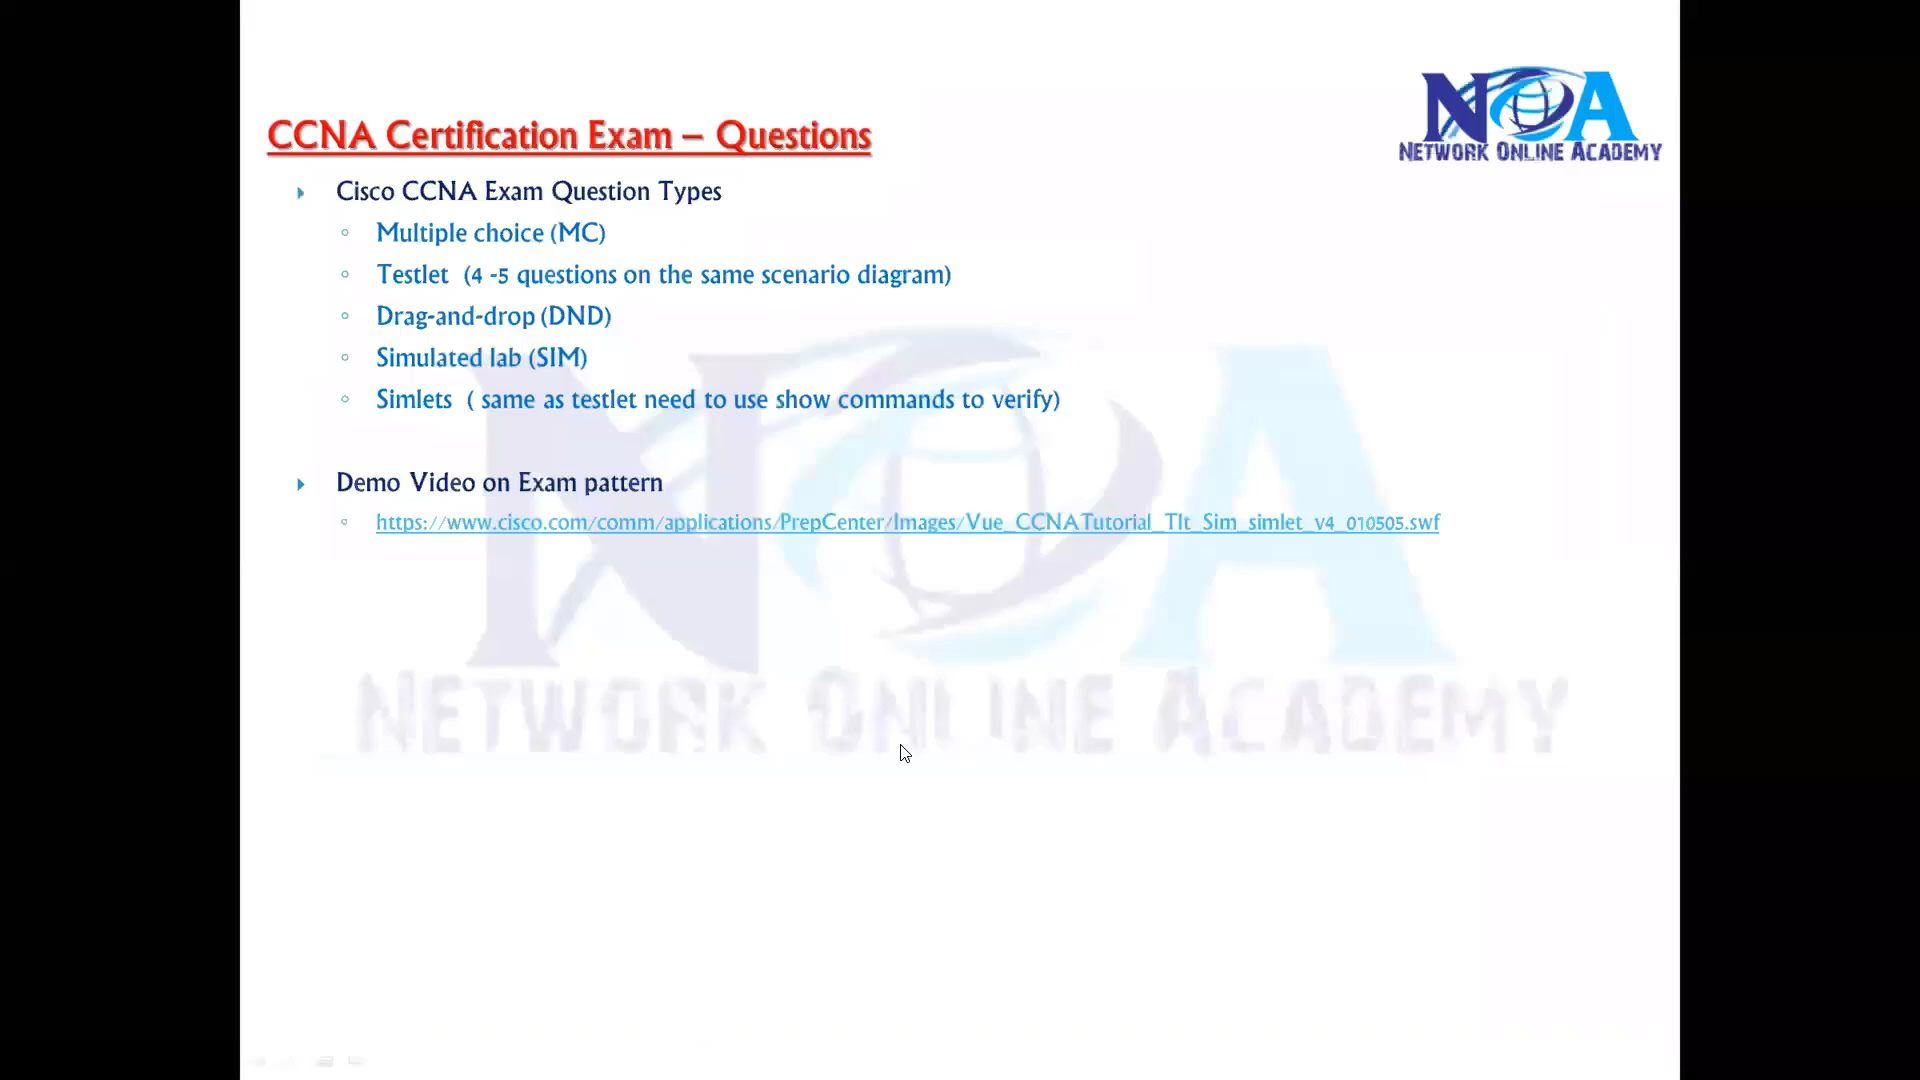 NOA
NETWORK ONLINE ACADEMY
CCNA Certification Exam – Questions
Cisco CCNA Exam Question Types
Multiple choice (MC)
Testlet (4 -5 questions on the same scenario diagram)
Drag-and-drop (DND)
Simulated lab (SIM)
Simlets ( same as testlet need to use show commands to verify)
Demo Video on Exam pattern
https://www.cisco.com/comm/applications/PrepCenter/Images/Vue_CCNATutorial_Tlt_Sim_simlet_v4_010505.swf
NOA
NETWORK ONLINE ACADEMY